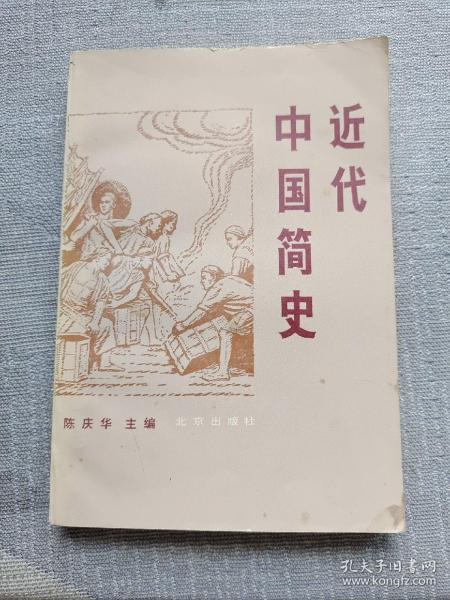 近代
中国简史
陈庆华 主编 北京出版社
孔夫子旧书网
www.kongfz.com